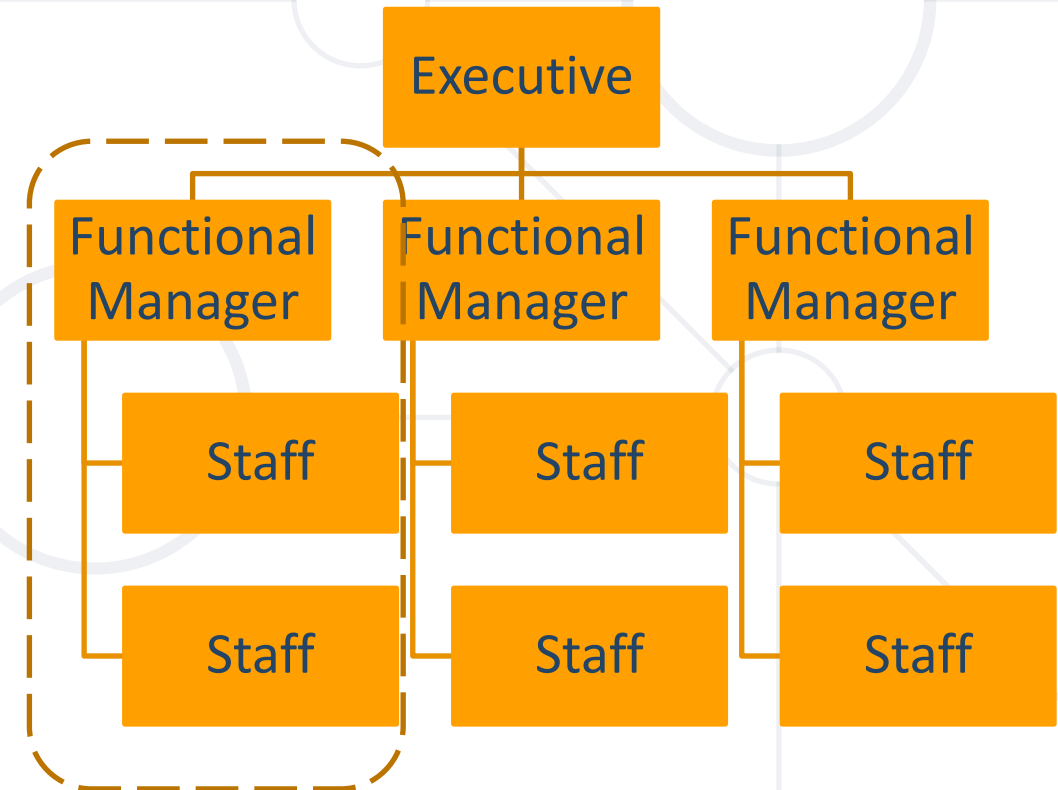 Executive
Functional
Manager
Functional
Manager
Functional
Manager
Staff
Staff
Staff
Staff
Staff
Staff